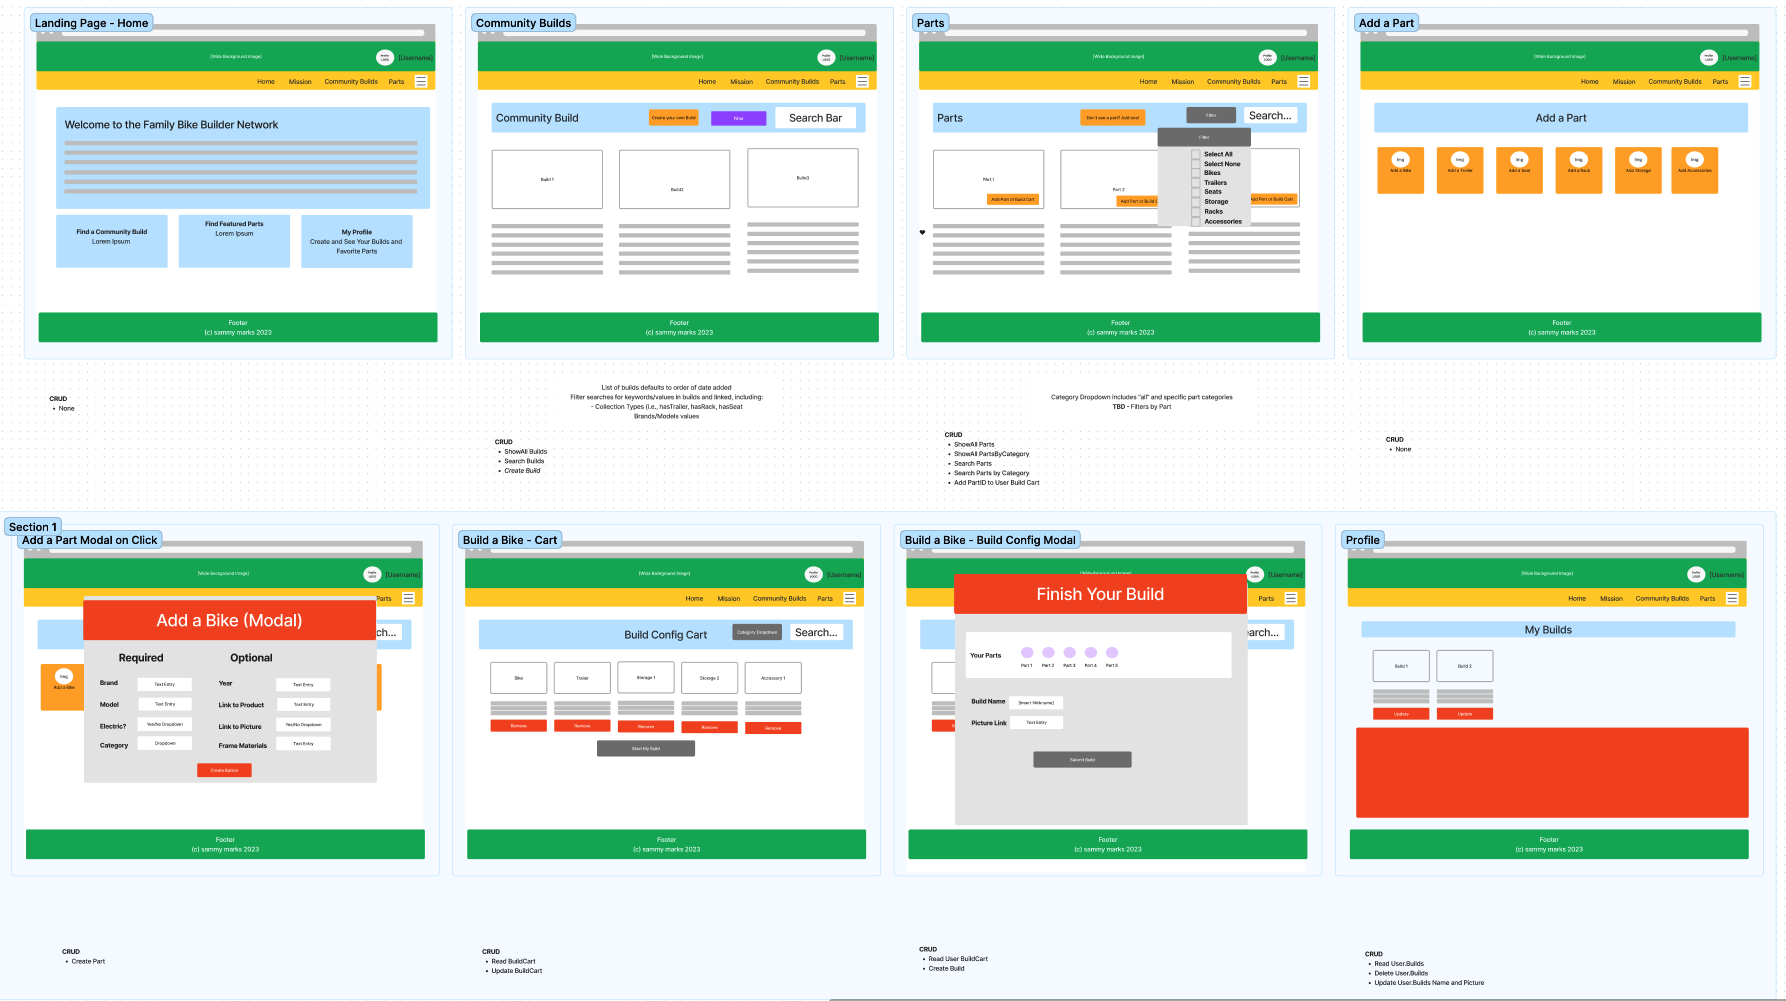 Landing Page - Home
[Wide Background Image]
Profile LOGO
[Username]
Home Mission Community Builds Parts
Welcome to the Family Bike Builder Network
Find a Community Build
Lorem Ipsum
Find Featured Parts
Lorem Ipsum
My Profile
Create and See Your Builds and
Favorite Parts
Footer
(c) sammy marks 2023
CRUD
• None
Community Builds
[Wide Background Image]
Profile LOGO
[Username]
Home Mission Community Builds Parts
Community Build
Create your own Build
Filter
Search Bar
Build 1
Build2
Build3
Footer
(c) sammy marks 2023
List of builds defaults to order of date added
Filter searches for keywords/values in builds and linked, including:
- Collection Types (i.e., hasTrailer, hasRack, hasSeat
Brands/Models values
CRUD
• ShowAll Builds
• Search Builds
• Create Build
Parts
[Wide Background Image]
Profile LOGO
[Username]
Home Mission Community Builds Parts
Parts
Don't see a part? Add one!
Filter
Search...
Filter
Select All
Select None
Bikes
Trailers
Seats
Storage
Racks
Accessories
Part 1
Add Part ot Build Cart
Part 2
Add Part ot Build C
dd Part ot Build Cart
Footer
(c) sammy marks 2023
Category Dropdown includes "all" and specific part categories
TBD - Filters by Part
CRUD
• ShowAll Parts
• ShowAll PartsByCategory
• Search Parts
• Search Parts by Category
• Add PartID to User Build Cart
Add a Part
[Wide Background Image]
Profile LOGO
[Username]
Home Mission Community Builds Parts
Add a Part
Img
Add a Bike
Img
Add a Trailer
Img
Add a Seat
Img
Add a Rack
Img
Add Storage
Img
Add Accessories
Footer
(c) sammy marks 2023
CRUD
• None
Section 1
Add a Part Modal on Click
[Wide Background Image]
Profile LOGO
[Username]
Parts
ch...
Img
Add a Bike
Add a Bike (Modal)
Required Optional
Brand Text Entry Year Text Entry
Model Text Entry Link to Product Text Entry
Electric? Yes/No Dropdown Link to Picture Yes/No Dropdown
Category Dropdown Frame Materials Text Entry
Create Button
Footer
(c) sammy marks 2023
CRUD
• Create Part
Build a Bike - Cart
[Wide Background Image]
Profile LOGO
[Username]
Home Mission Community Builds Parts
Build Config Cart
Category Dropdown
Search...
Bike Trailer Storage 1 Storage 2 Accessory 1
Remove Remove Remove Remove Remove
Start My Build
Footer
(c) sammy marks 2023
CRUD
• Read BuildCart
• Update BuildCart
Build a Bike - Build Config Modal
[Wide Background Image]
Profile LOGO
[Username]
Parts
arch...
Finish Your Build
Your Parts
Part 1 Part 2 Part 3 Part 4 Part 5
Build Name [Insert Nickname]
Picture Link Text Entry
Submit Build
Footer
(c) sammy marks 2023
CRUD
• Read User BuildCart
• Create Build
Profile
[Wide Background Image]
Profile LOGO
[Username]
Home Mission Community Builds Parts
My Builds
Build 1 Build 2
Update Update
Footer
(c) sammy marks 2023
CRUD
• Read User.Builds
• Delete User.Builds
• Update User.Builds Name and Picture